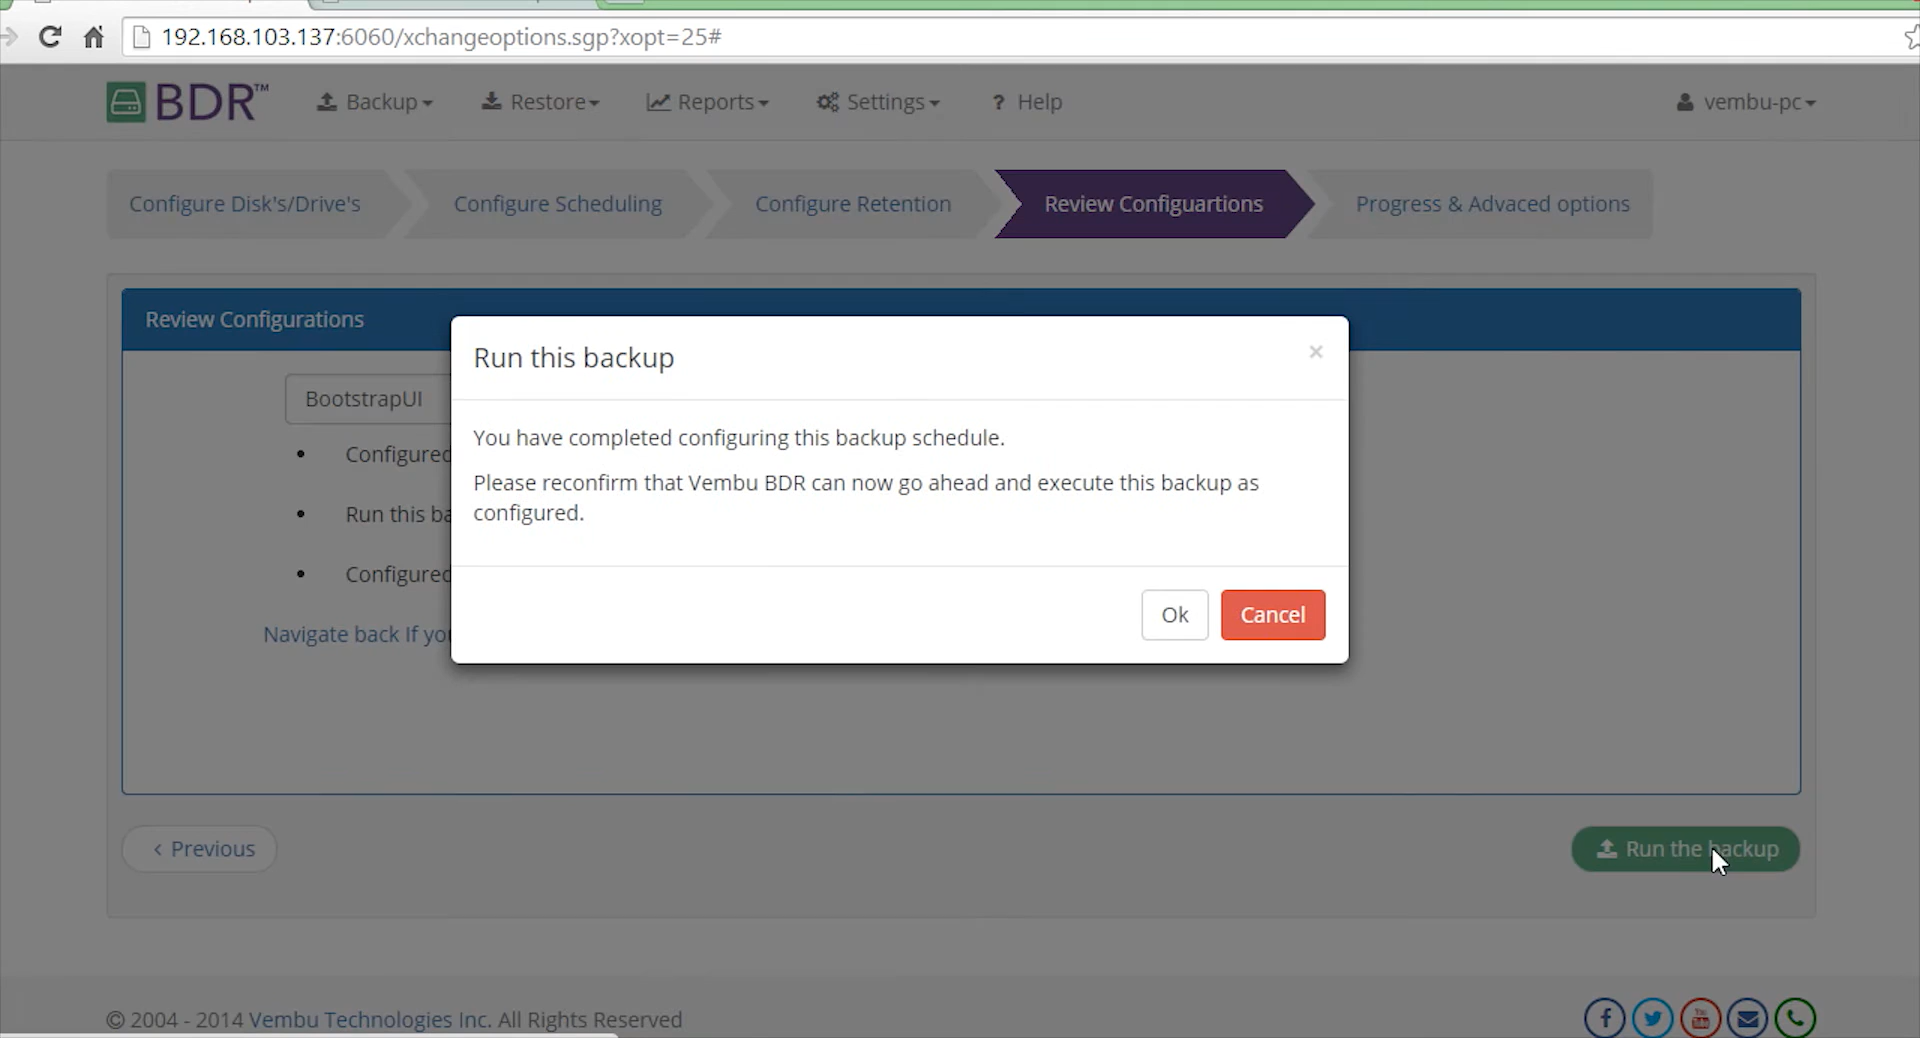 192.168.103.137:6060/xchangeoptions.sgp?xopt=25#
BDR™ Backup Restore Reports Settings ? Help vembu-pc
Configure Disk's/Drive's Configure Scheduling Configure Retention Review Configuartions Progress & Advaced options
Review Configurations
Run this backup ×
BootstrapUI
You have completed configuring this backup schedule.
• Configured
Please reconfirm that Vembu BDR can now go ahead and execute this backup as
configured.
• Run this ba
• Configured
Ok Cancel
Navigate back If you
< Previous Run the backup
© 2004 - 2014 Vembu Technologies Inc. All Rights Reserved